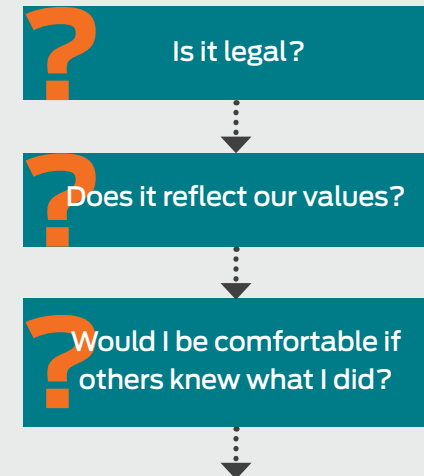 ?
Is it legal?
?
Does it reflect our values?
?
Would I be comfortable if
others knew what I did?